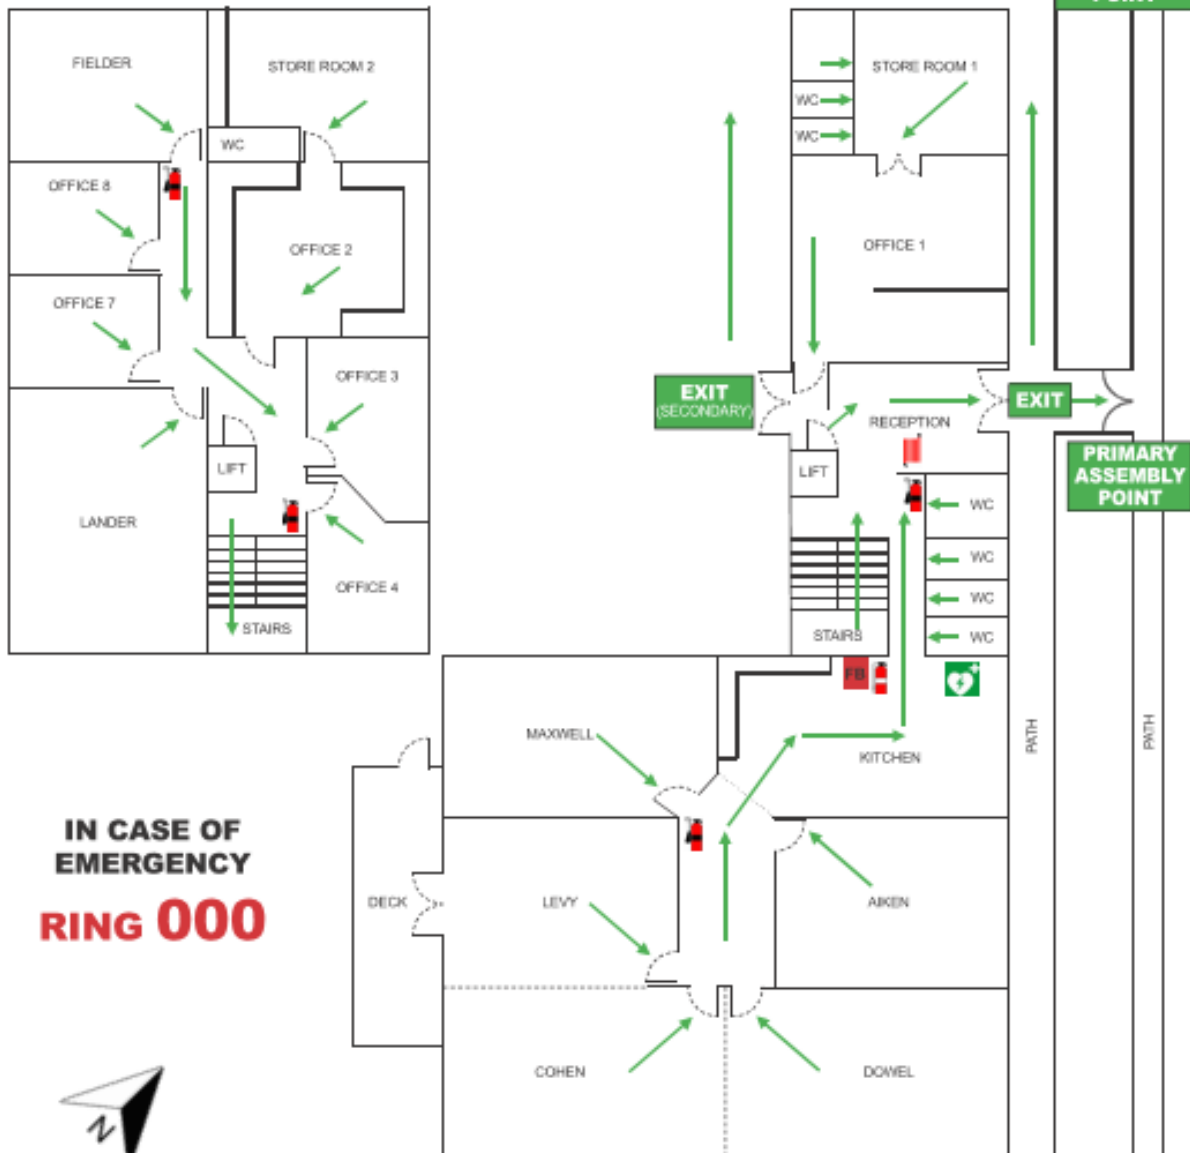 POINT
FIELDER
STORE ROOM 2
STORE ROOM 1
WC
WC
WC
OFFICE 8
OFFICE 2
OFFICE 1
OFFICE 7
OFFICE 3
EXIT
(SECONDARY)
EXIT
RECEPTION
LIFT
LIFT
PRIMARY
ASSEMBLY
POINT
LANDER
WC
WC
OFFICE 4
WC
STAIRS
STAIRS
WC
FB
MAXWELL
KITCHEN
PATH
PATH
IN CASE OF
EMERGENCY
RING 000
DECK
LEVY
AIKEN
COHEN
DOWEL
N